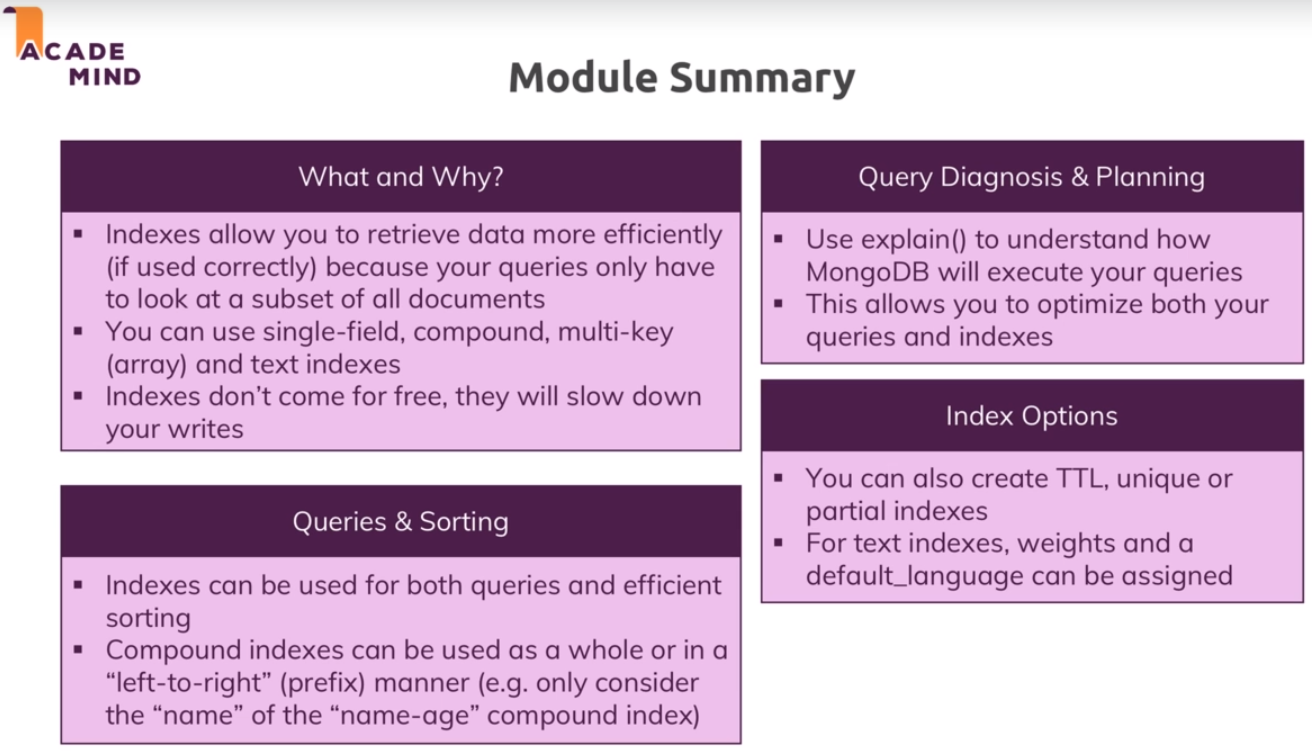 ACADE
MIND
Module Summary
What and Why?
▪ Indexes allow you to retrieve data more efficiently
(if used correctly) because your queries only have
to look at a subset of all documents
▪ You can use single-field, compound, multi-key
(array) and text indexes
▪ Indexes don’t come for free, they will slow down
your writes
Queries & Sorting
▪ Indexes can be used for both queries and efficient
sorting
▪ Compound indexes can be used as a whole or in a
“left-to-right” (prefix) manner (e.g. only consider
the “name” of the “name-age” compound index)
Query Diagnosis & Planning
▪ Use explain() to understand how
MongoDB will execute your queries
▪ This allows you to optimize both your
queries and indexes
Index Options
▪ You can also create TTL, unique or
partial indexes
▪ For text indexes, weights and a
default_language can be assigned